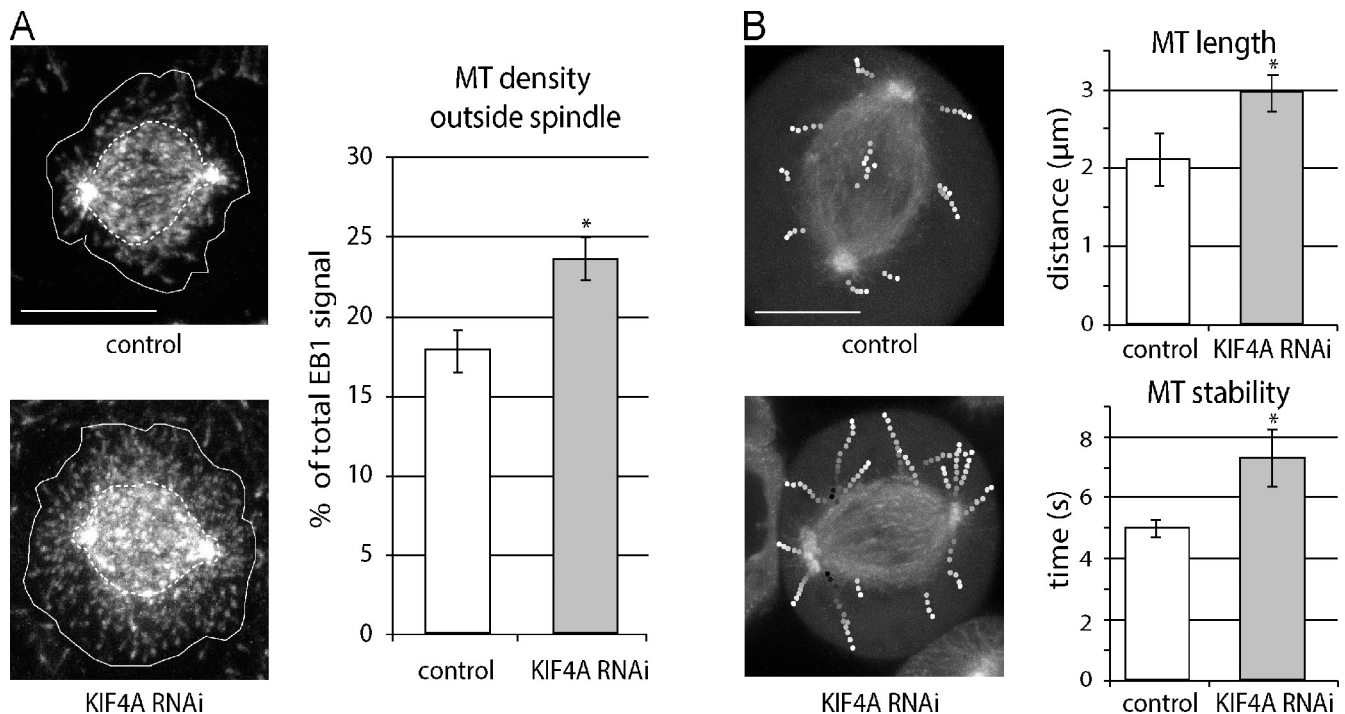 A
control
KIF4A RNAi
MT density
outside spindle
% of total EB1 signal
30
25
20
15
10
5
0
*
control
KIF4A RNAi
B
control
KIF4A RNAi
MT length
distance (µm)
3
2
1
0
*
control
KIF4A RNAi
MT stability
time (s)
8
6
4
2
0
*
control
KIF4A RNAi